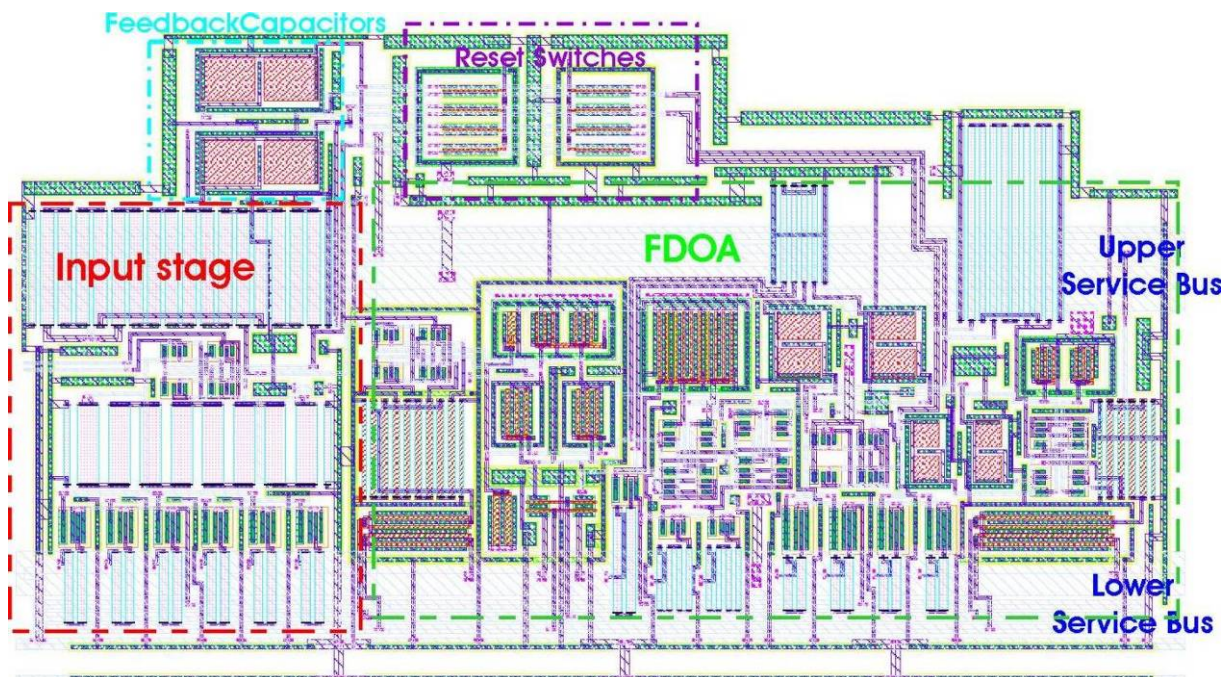 FeedbackCapacitors
Reset Switches
Input stage
FDOA
Upper
Service Bus
Lower
Service Bus